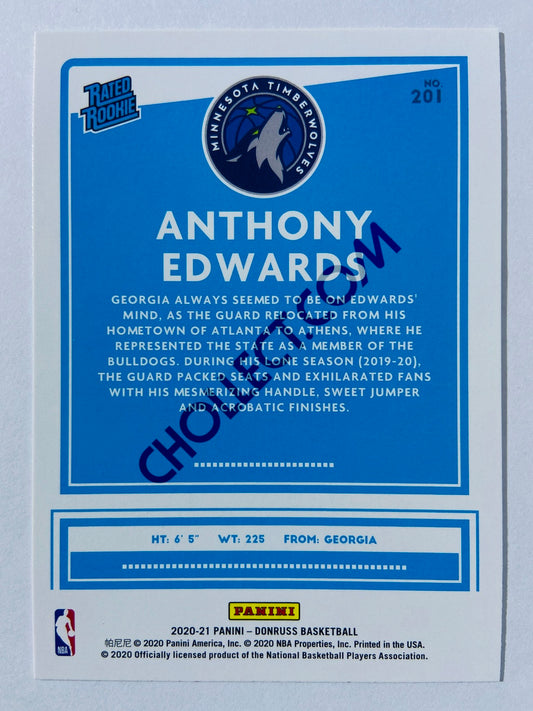 RATED
ROOKIE
MINNESOTA TIMBERWOLVES
NO.
201
ANTHONY
EDWARDS
GEORGIA ALWAYS SEEMED TO BE ON EDWARDS'
MIND, AS THE GUARD RELOCATED FROM HIS
HOMETOWN OF ATLANTA TO ATHENS, WHERE HE
REPRESENTED THE STATE AS A MEMBER OF THE
BULLDOGS. DURING HIS LONE SEASON (2019-20),
THE GUARD PACKED SEATS AND EXHILARATED FANS
WITH HIS MESMERIZING HANDLE, SWEET JUMPER
AND ACROBATIC FINISHES.
CHOLLECT.COM
HT: 6' 5" WT: 225 FROM: GEORGIA
PANINI
2020-21 PANINI – DONRUSS BASKETBALL
帕尼尼 © 2020 Panini America, Inc. © 2020 NBA Properties, Inc. Printed in the USA.
© 2020 Officially licensed product of the National Basketball Players Association.
NBA